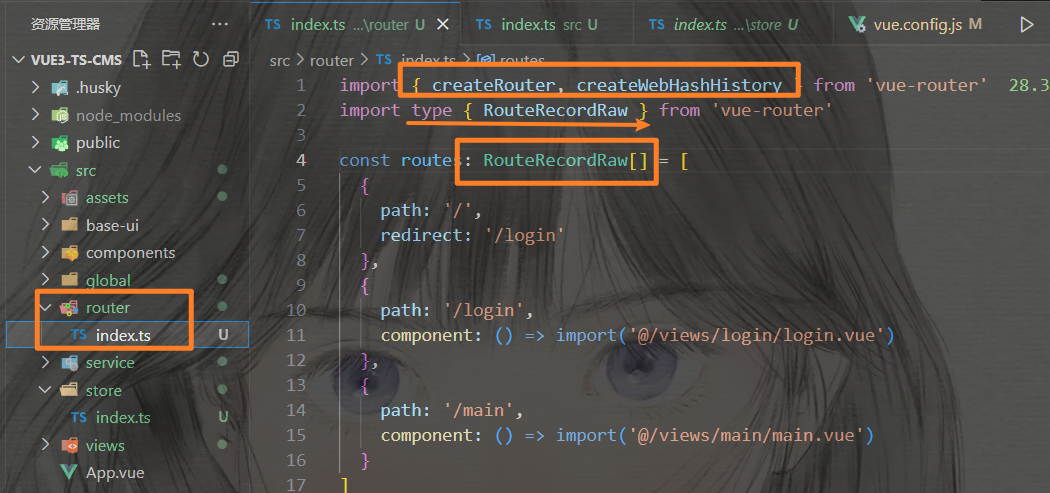 资源管理器 ...
TS index.ts ...\router U ×
TS index.ts src U
TS index.ts ...\store U
vue.config.js M
VUE3-TS-CMS
.husky
node_modules
public
src
assets
base-ui
components
global
router
TS index.ts U
service
store
TS index.ts U
views
App.vue
src > router > TS index.ts > routes
1 import { createRouter, createWebHashHistory } from 'vue-router' 28.3
2 import type { RouteRecordRaw } from 'vue-router'
3
4 const routes: RouteRecordRaw[] = [
5 {
6 path: '/',
7 redirect: '/login'
8 },
9 {
10 path: '/login',
11 component: () => import('@/views/login/login.vue')
12 },
13 {
14 path: '/main',
15 component: () => import('@/views/main/main.vue')
16 }
17 ]